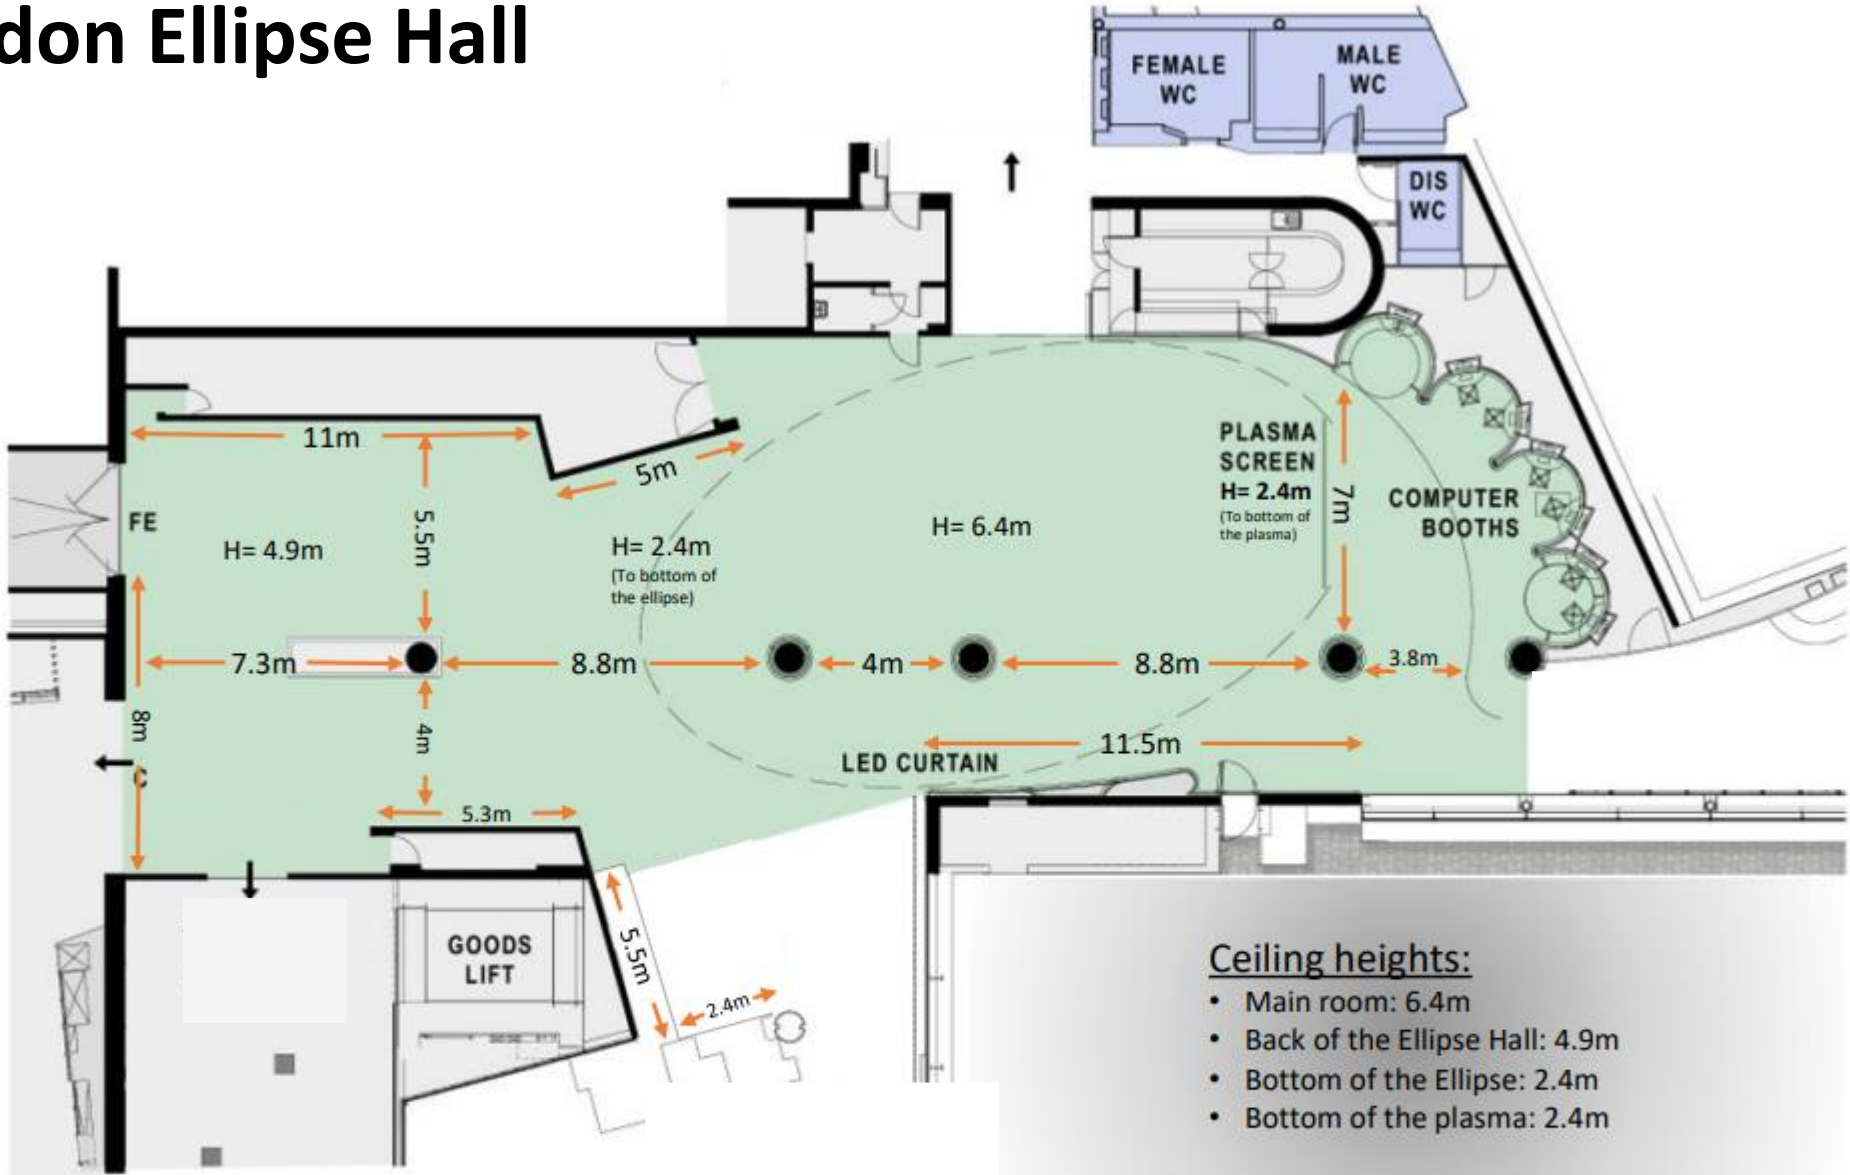 don Ellipse Hall
FEMALE
WC
MALE
WC
DIS
WC
11m
5m
PLASMA
SCREEN
H= 2.4m
(To bottom of
the plasma)
7m
COMPUTER
BOOTHS
FE
5.5m
H= 4.9m
H= 2.4m
(To bottom of
the ellipse)
H= 6.4m
7.3m
8.8m
4m
8.8m
3.8m
8m
4m
11.5m
LED CURTAIN
C
5.3m
GOODS
LIFT
5.5m
2.4m
Ceiling heights:
• Main room: 6.4m
• Back of the Ellipse Hall: 4.9m
• Bottom of the Ellipse: 2.4m
• Bottom of the plasma: 2.4m